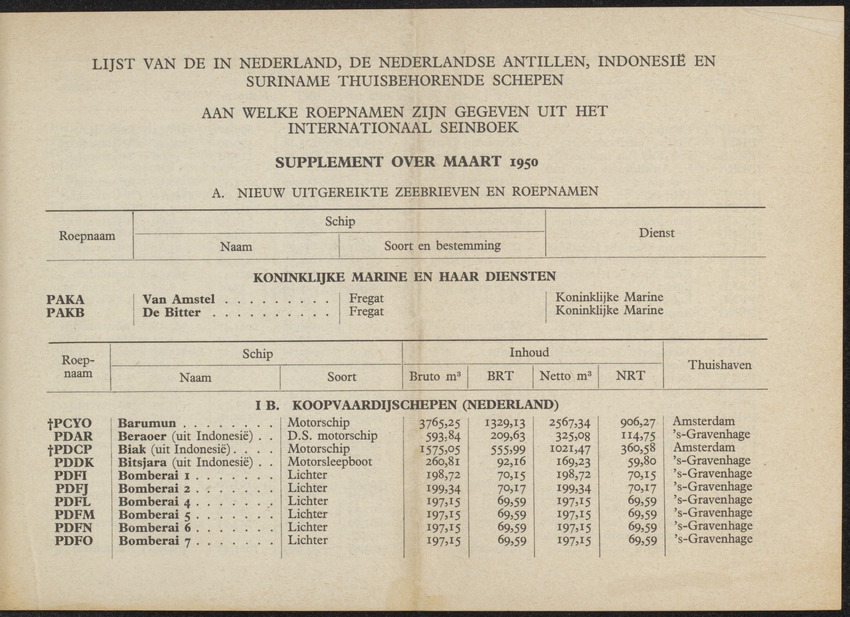 LIJST VAN DE IN NEDERLAND, DE NEDERLANDSE ANTILLEN, INDONESIË EN
SURINAME THUISBEHORENDE SCHEPEN
AAN WELKE ROEPNAMEN ZIJN GEGEVEN UIT HET
INTERNATIONAAL SEINBOEK
SUPPLEMENT OVER MAART 1950
A. NIEUW UITGEREIKTE ZEEBRIEVEN EN ROEPNAMEN
Roepnaam Schip Dienst
Naam Soort en bestemming
KONINKLIJKE MARINE EN HAAR DIENSTEN
PAKA Van Amstel . . . . . . . . . Fregat Koninklijke Marine
PAKB De Bitter . . . . . . . . . . Fregat Koninklijke Marine
Roep-
naam Schip Inhoud Thuishaven
Naam Soort Bruto m³ BRT Netto m³ NRT
I B. KOOPVAARDIJSCHEPEN (NEDERLAND)
†PCYO Barumun . . . . . . . . Motorschip 3765,25 1329,13 2567,34 906,27 Amsterdam
PDAR Beraoer (uit Indonesië) . . D.S. motorschip 593,84 209,63 325,08 114,75 's-Gravenhage
†PDCP Biak (uit Indonesië) . . . . Motorschip 1575,05 555,99 1021,47 360,58 Amsterdam
PDDK Bitsjara (uit Indonesië) . . Motorsleepboot 260,81 92,16 169,23 59,80 's-Gravenhage
PDFI Bomberai 1 . . . . . . . Lichter 198,72 70,15 198,72 70,15 's-Gravenhage
PDFJ Bomberai 2 . . . . . . . Lichter 199,34 70,17 199,34 70,17 's-Gravenhage
PDFL Bomberai 4 . . . . . . . Lichter 197,15 69,59 197,15 69,59 's-Gravenhage
PDFM Bomberai 5 . . . . . . . Lichter 197,15 69,59 197,15 69,59 's-Gravenhage
PDFN Bomberai 6 . . . . . . . Lichter 197,15 69,59 197,15 69,59 's-Gravenhage
PDFO Bomberai 7 . . . . . . . Lichter 197,15 69,59 197,15 69,59 's-Gravenhage